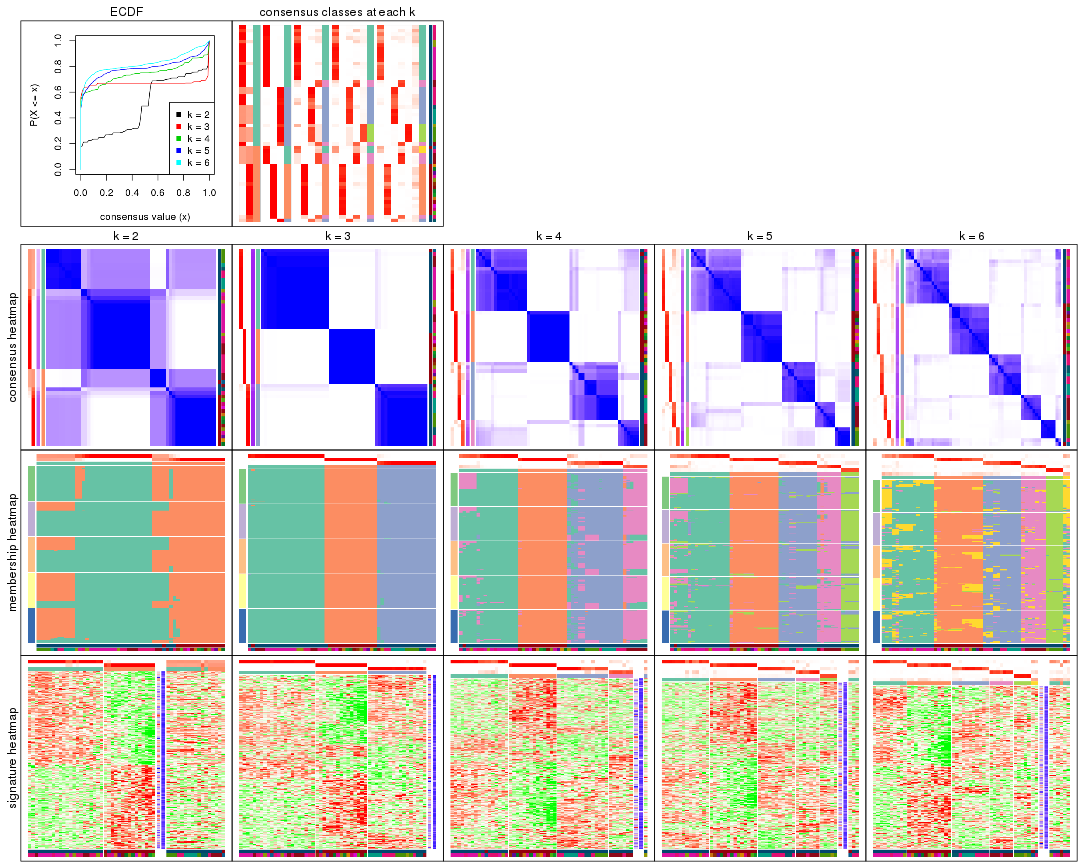 ECDF
consensus classes at each k
P(X <= x)
0.0 0.2 0.4 0.6 0.8 1.0
k = 2
k = 3
k = 4
k = 5
k = 6
0.0 0.2 0.4 0.6 0.8 1.0
consensus value (x)
k = 2
k = 3
k = 4
k = 5
k = 6
consensus heatmap
membership heatmap
signature heatmap